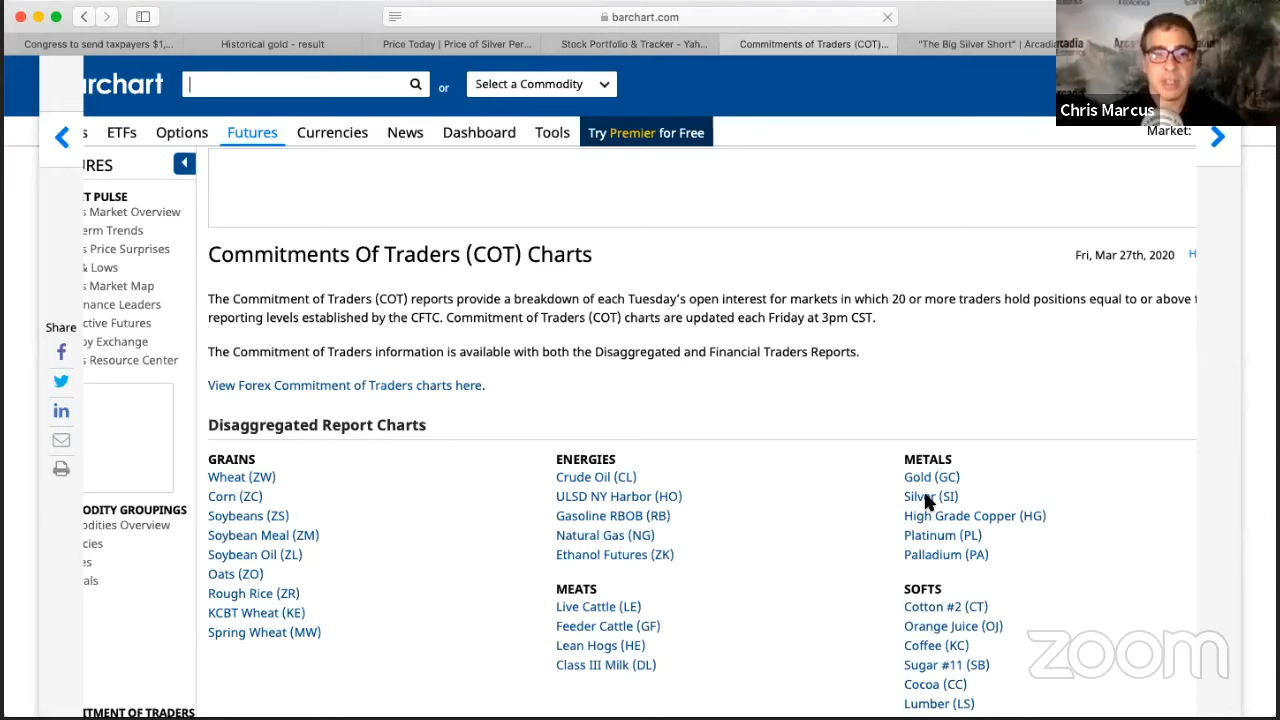 barchart.com
Congress to send taxpayers $1,...
Historical gold - result
Price Today | Price of Silver Per...
Stock Portfolio & Tracker - Yah...
Commitments of Traders (COT)...
"The Big Silver Short" | Arcadia
rchart
or
Select a Commodity
Chris Marcus
s
ETFs
Options
Futures
Currencies
News
Dashboard
Tools
Try Premier for Free
Market:
RES
T PULSE
s Market Overview
erm Trends
s Price Surprises
& Lows
s Market Map
mance Leaders
ctive Futures
by Exchange
s Resource Center
Share
Commitments Of Traders (COT) Charts
Fri, Mar 27th, 2020
H
The Commitment of Traders (COT) reports provide a breakdown of each Tuesday's open interest for markets in which 20 or more traders hold positions equal to or above
reporting levels established by the CFTC. Commitment of Traders (COT) charts are updated each Friday at 3pm CST.
The Commitment of Traders information is available with both the Disaggregated and Financial Traders Reports.
View Forex Commitment of Traders charts here.
Disaggregated Report Charts
GRAINS
Wheat (ZW)
Corn (ZC)
Soybeans (ZS)
Soybean Meal (ZM)
Soybean Oil (ZL)
Oats (ZO)
Rough Rice (ZR)
KCBT Wheat (KE)
Spring Wheat (MW)
ENERGIES
Crude Oil (CL)
ULSD NY Harbor (HO)
Gasoline RBOB (RB)
Natural Gas (NG)
Ethanol Futures (ZK)
MEATS
Live Cattle (LE)
Feeder Cattle (GF)
Lean Hogs (HE)
Class III Milk (DL)
METALS
Gold (GC)
Silver (SI)
High Grade Copper (HG)
Platinum (PL)
Palladium (PA)
SOFTS
Cotton #2 (CT)
Orange Juice (OJ)
Coffee (KC)
Sugar #11 (SB)
Cocoa (CC)
Lumber (LS)
ODITY GROUPINGS
odities Overview
cies
es
als
ITMENT OF TRADERS
zoom